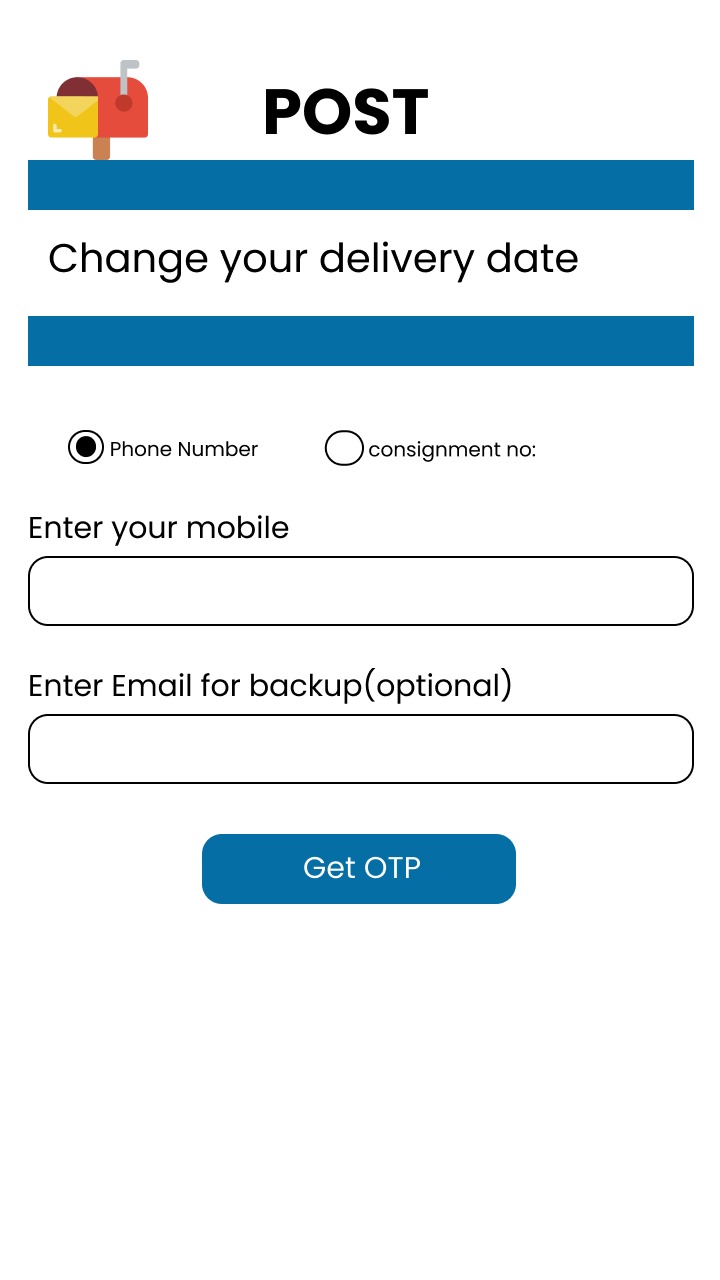 POST
Change your delivery date
Phone Number
consignment no:
Enter your mobile
Enter Email for backup(optional)
Get OTP